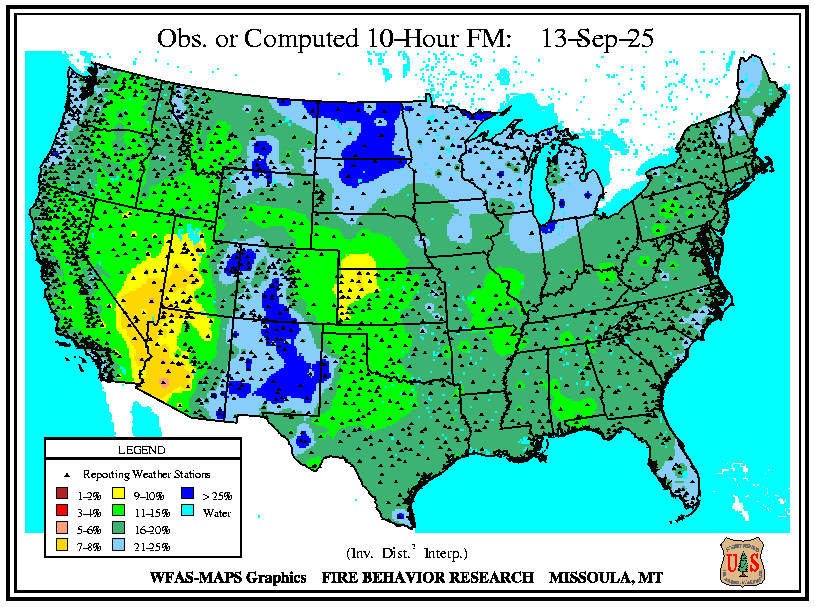 Obs. or Computed 10-Hour FM: 13-Sep-25
LEGEND
Reporting Weather Stations
1-2% 9-10% > 25%
3-4% 11-15% Water
5-6% 16-20%
7-8% 21-25%
(Inv. Dist.² Interp.)
WFAS-MAPS Graphics FIRE BEHAVIOR RESEARCH MISSOULA, MT
U S